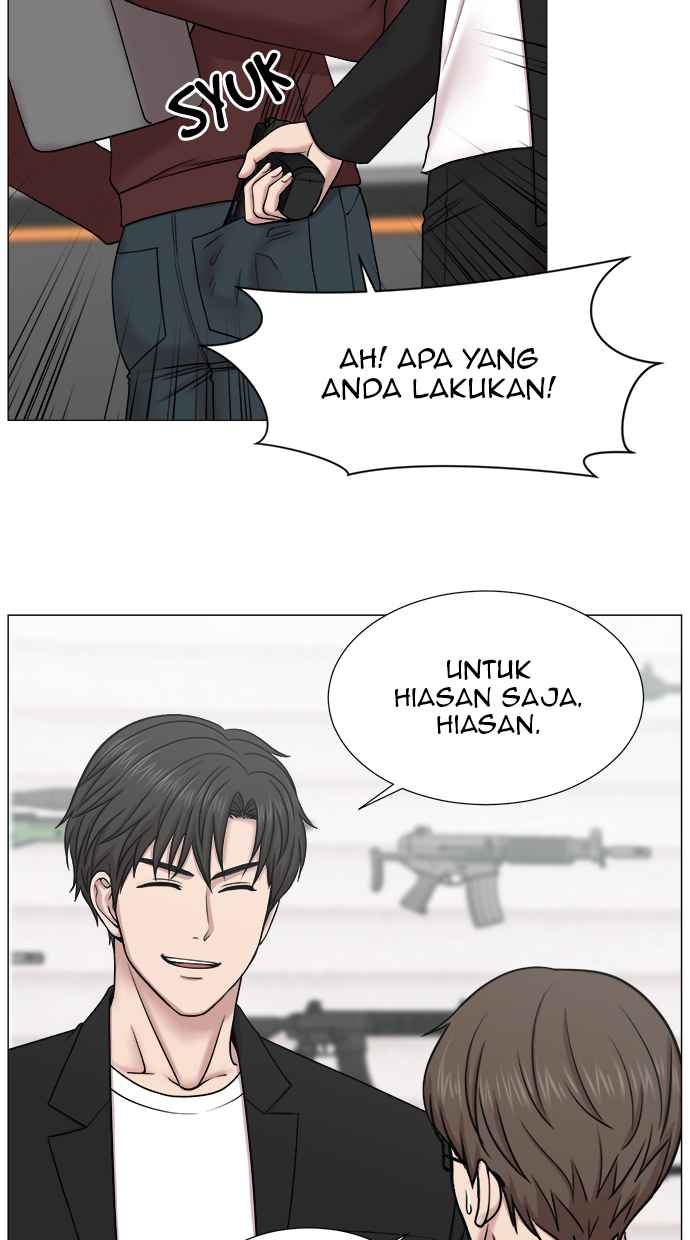 SYUK
AH! APA YANG
ANDA LAKUKAN!
UNTUK
HIASAN SAJA,
HIASAN.